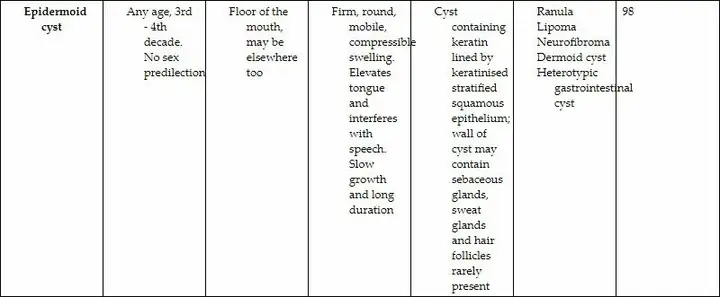 Epidermoid
cyst
Any age, 3rd
- 4th
decade.
No sex
predilection
Floor of the
mouth,
may be
elsewhere
too
Firm, round,
mobile,
compressible
swelling.
Elevates
tongue
and
interferes
with
speech.
Slow
growth
and long
duration
Cyst
containing
keratin
lined by
keratinised
stratified
squamous
epithelium;
wall of
cyst may
contain
sebaceous
glands,
sweat
glands
and hair
follicles
rarely
present
Ranula
Lipoma
Neurofibroma
Dermoid cyst
Heterotypic
gastrointestinal
cyst
98